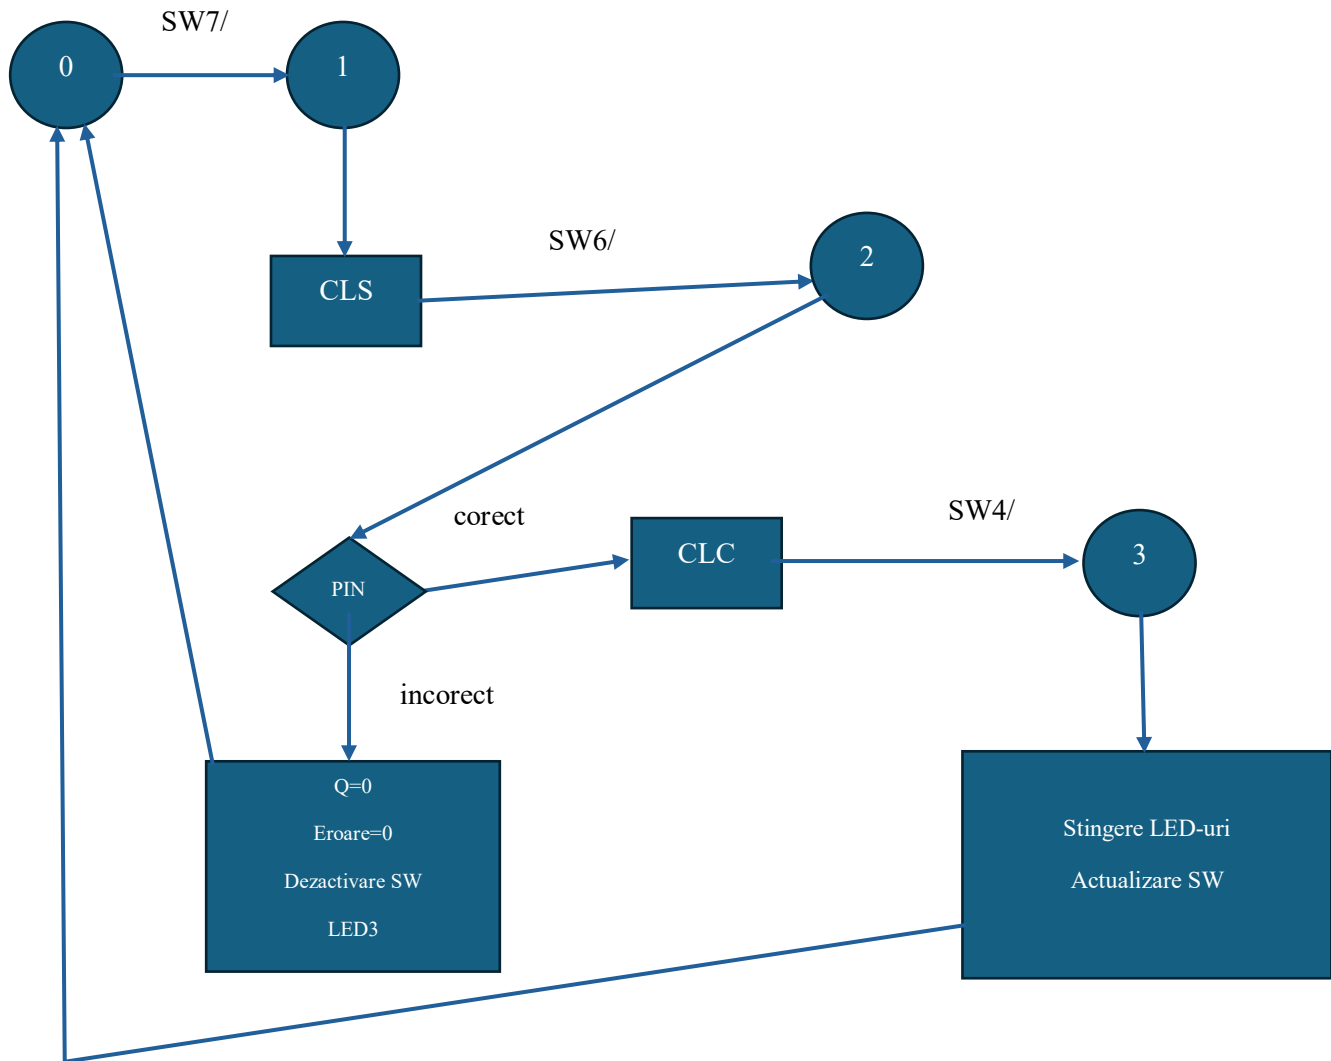 SW7/
0
1
SW6/
2
CLS
corect
SW4/
CLC
3
PIN
incorect
Q=0
Eroare=0
Dezactivare SW
LED3
Stingere LED-uri
Actualizare SW